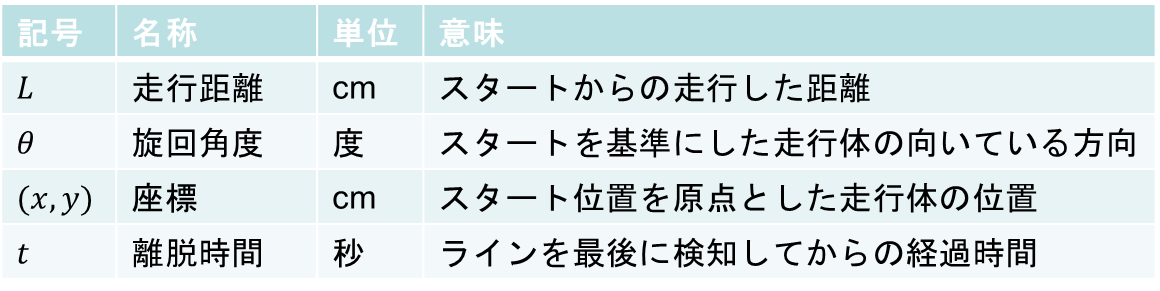 記号 名称 単位 意味
L 走行距離 cm スタートからの走行した距離
θ 旋回角度 度 スタートを基準にした走行体の向いている方向
(x,y) 座標 cm スタート位置を原点とした走行体の位置
t 離脱時間 秒 ラインを最後に検知してからの経過時間